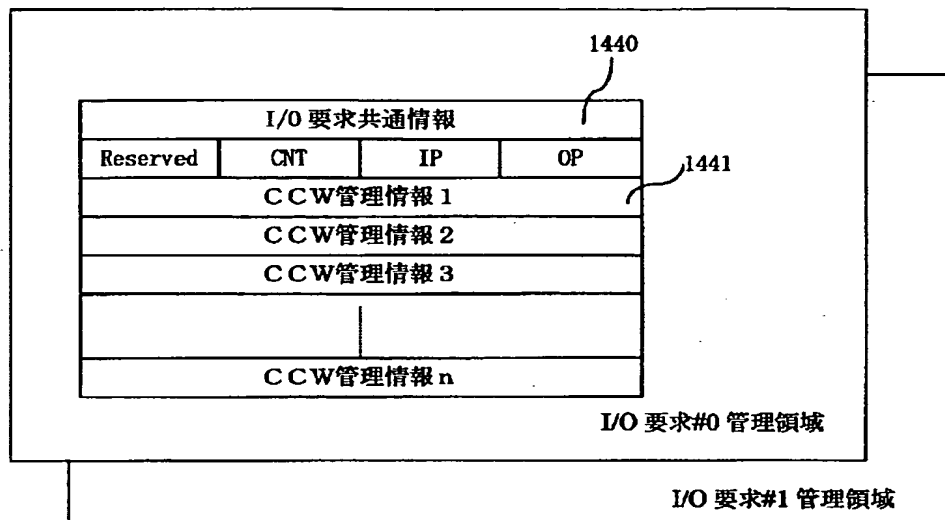 1440
I/O 要求共通情報
Reserved CNT IP OP
1441
CCW管理情報1
CCW管理情報2
CCW管理情報3
CCW管理情報n
I/O 要求#0 管理領域
I/O 要求#1 管理領域